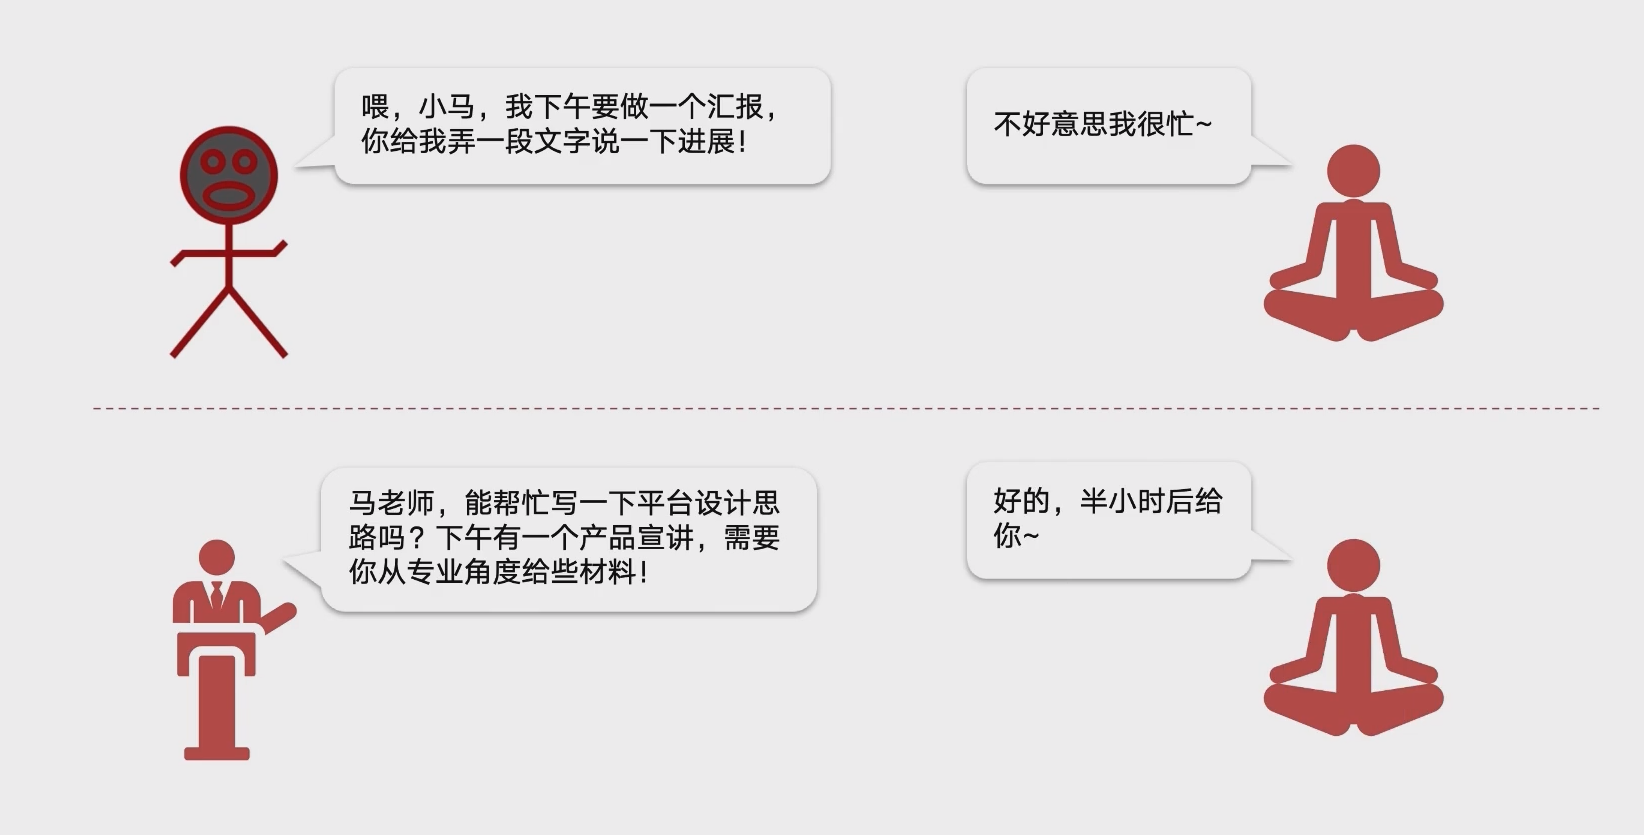 喂，小马，我下午要做一个汇报，
你给我弄一段文字说一下进展！
不好意思我很忙~
马老师，能帮忙写一下平台设计思
路吗？下午有一个产品宣讲，需要
你从专业角度给些材料！
好的，半小时后给
你~